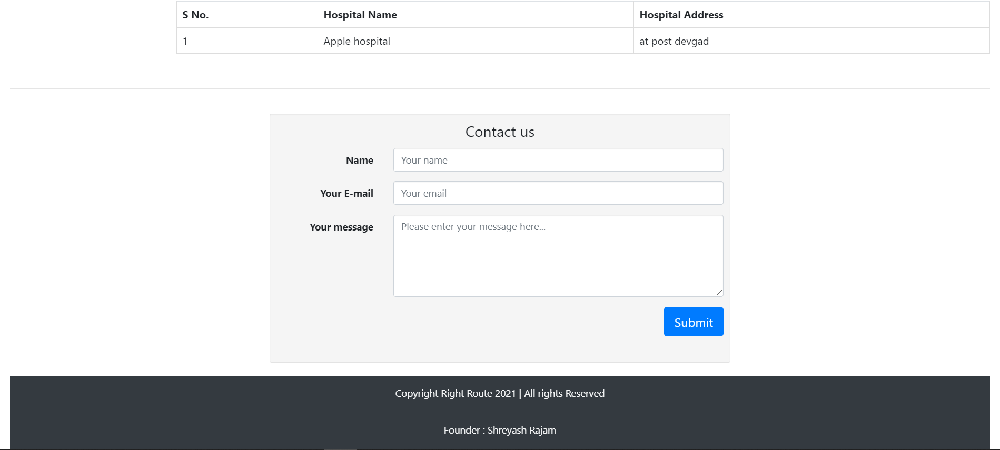 S No. Hospital Name Hospital Address
1 Apple hospital at post devgad
Contact us
Name Your name
Your E-mail Your email
Your message Please enter your message here...
Submit
Copyright Right Route 2021 | All rights Reserved
Founder : Shreyash Rajam